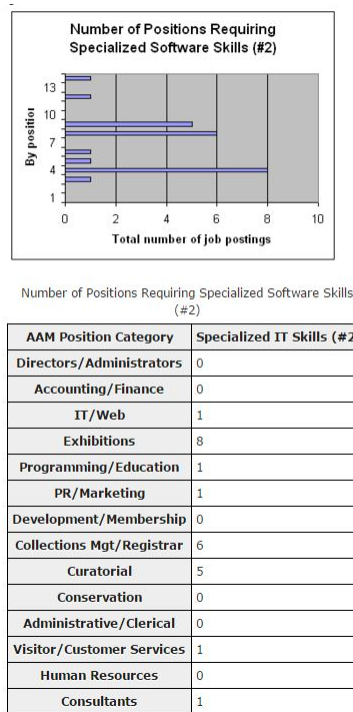 Number of Positions Requiring
Specialized Software Skills (#2)
By position
13
10
7
4
1
0 2 4 6 8 10
Total number of job postings
Number of Positions Requiring Specialized Software Skills
(#2)
AAM Position Category Specialized IT Skills (#2
Directors/Administrators 0
Accounting/Finance 0
IT/Web 1
Exhibitions 8
Programming/Education 1
PR/Marketing 1
Development/Membership 0
Collections Mgt/Registrar 6
Curatorial 5
Conservation 0
Administrative/Clerical 0
Visitor/Customer Services 1
Human Resources 0
Consultants 1